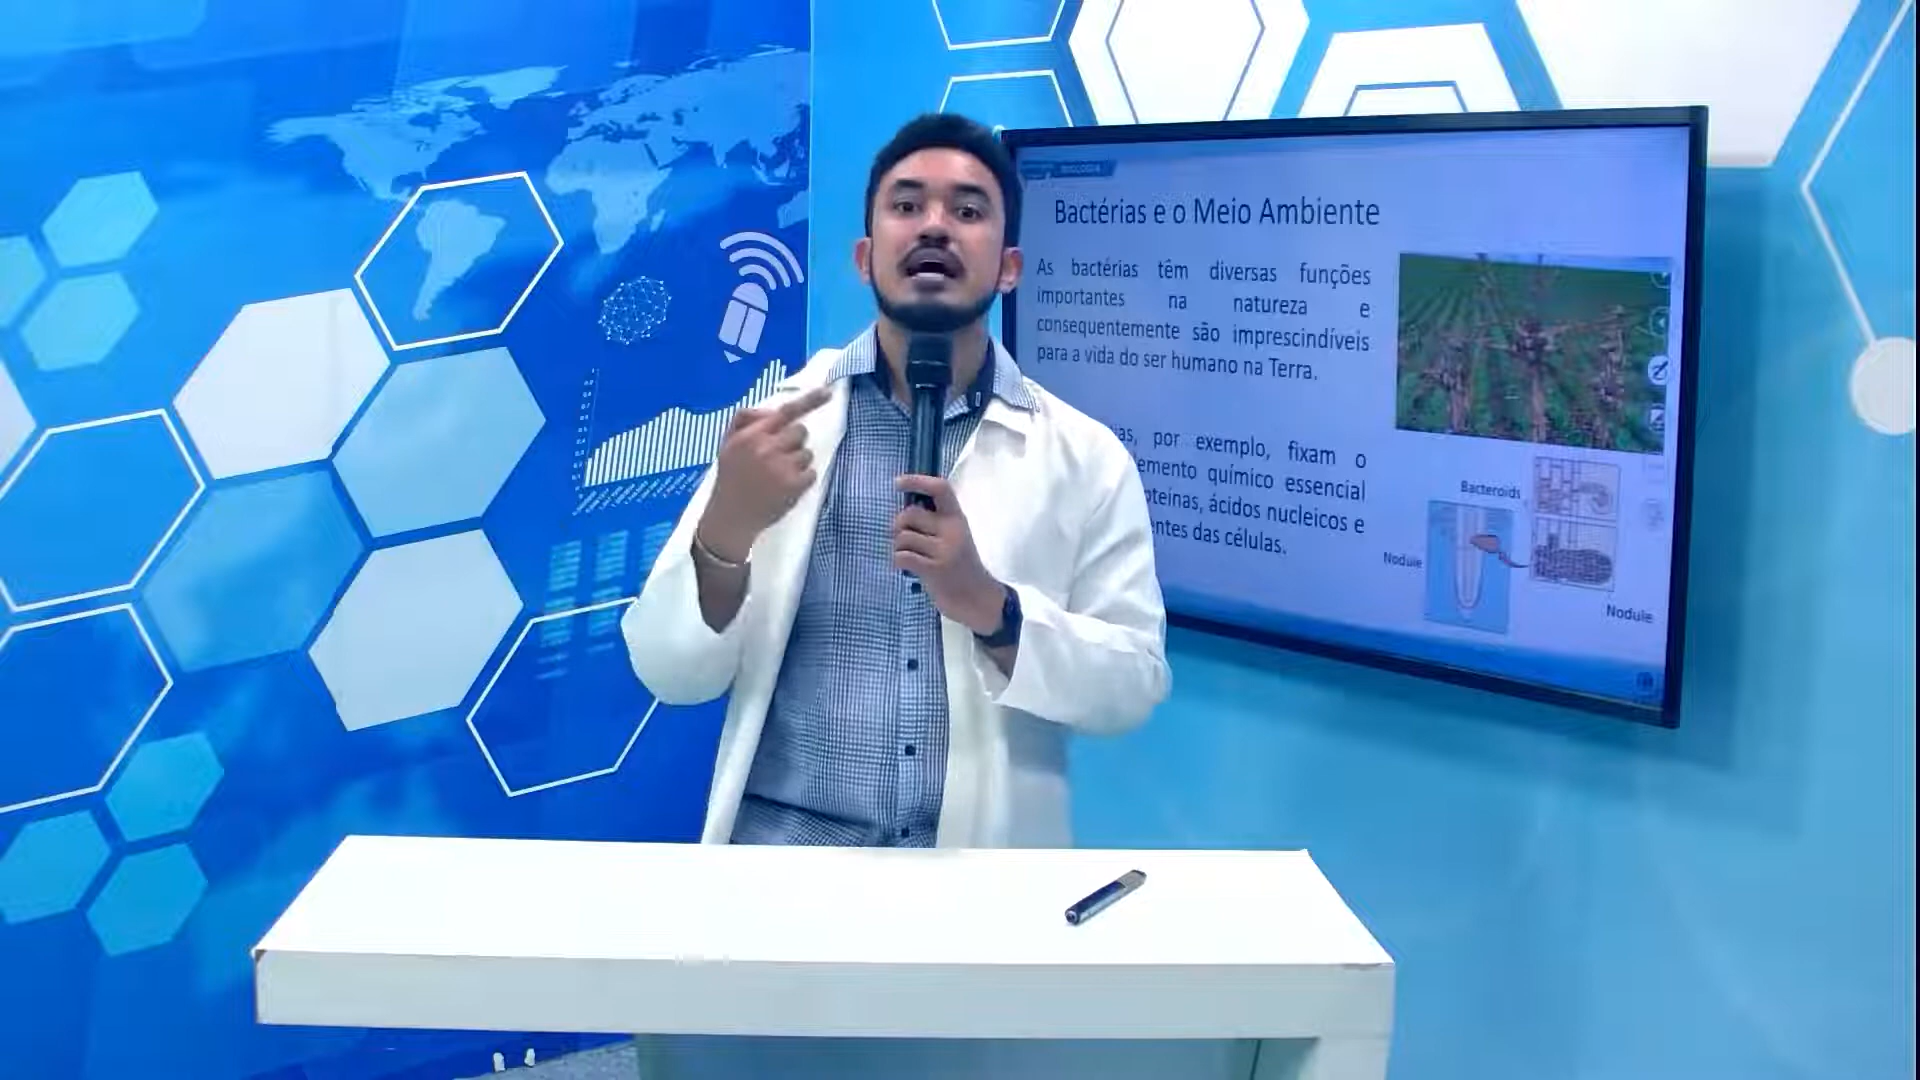 BIOLOGIA
Bactérias e o Meio Ambiente
As bactérias têm diversas funções
importantes na natureza e
consequentemente são imprescindíveis
para a vida do ser humano na Terra.
por exemplo, fixam o
químico essencial
ácidos nucleicos e
das células.
Bacteroids
Nodule
Nodule